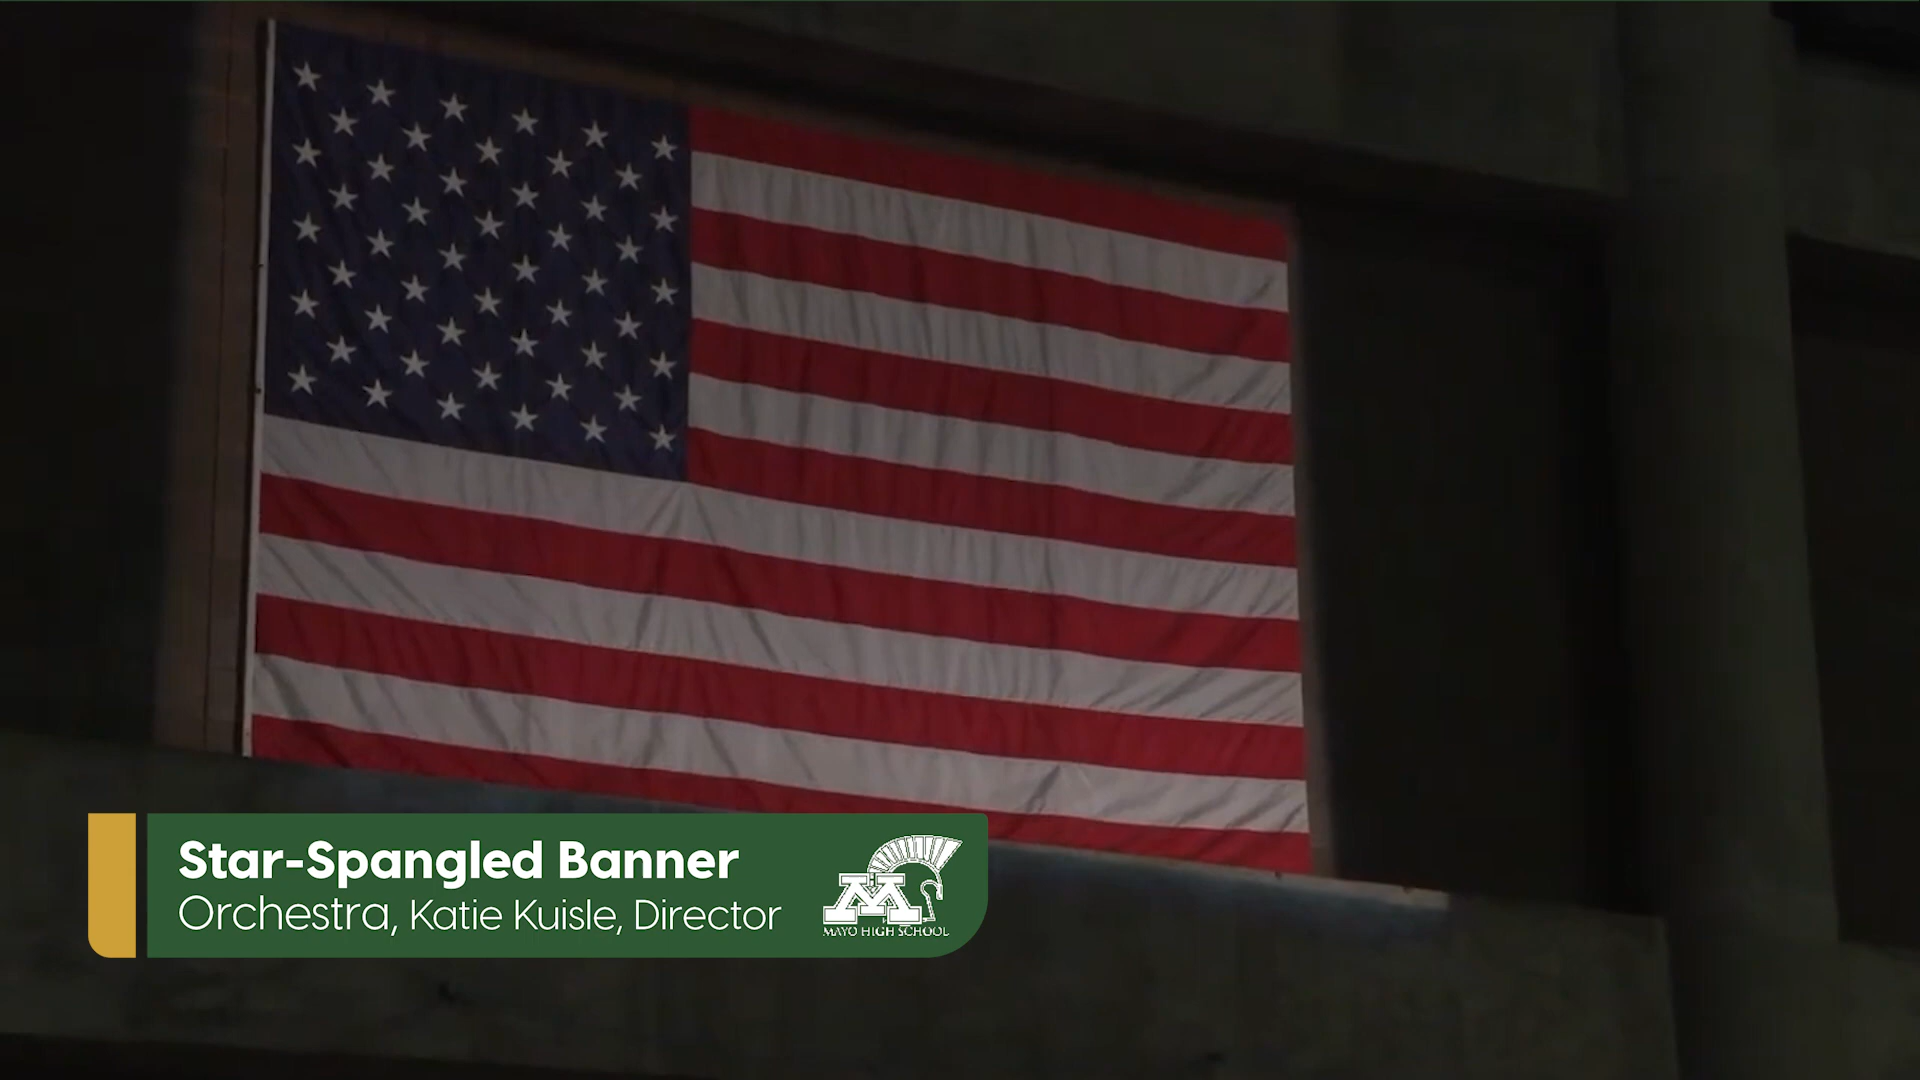 Star-Spangled Banner
Orchestra, Katie Kuisle, Director
M
MAYO HIGH SCHOOL